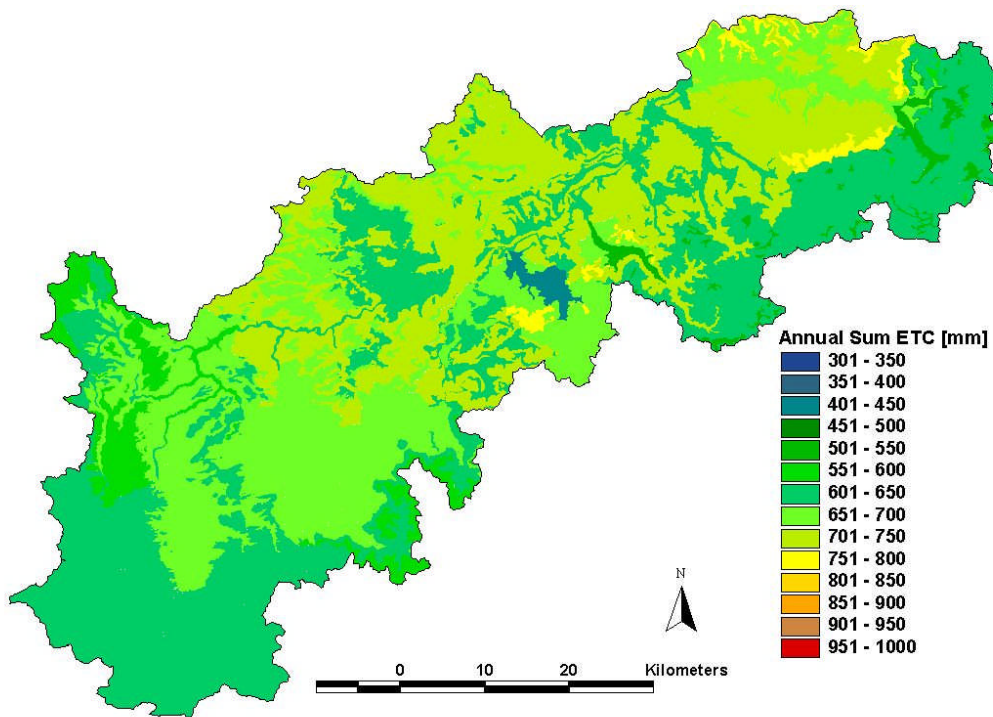 Annual Sum ETC [mm]
301 - 350
351 - 400
401 - 450
451 - 500
501 - 550
551 - 600
601 - 650
651 - 700
701 - 750
751 - 800
801 - 850
851 - 900
901 - 950
951 - 1000
N
0 10 20 Kilometers